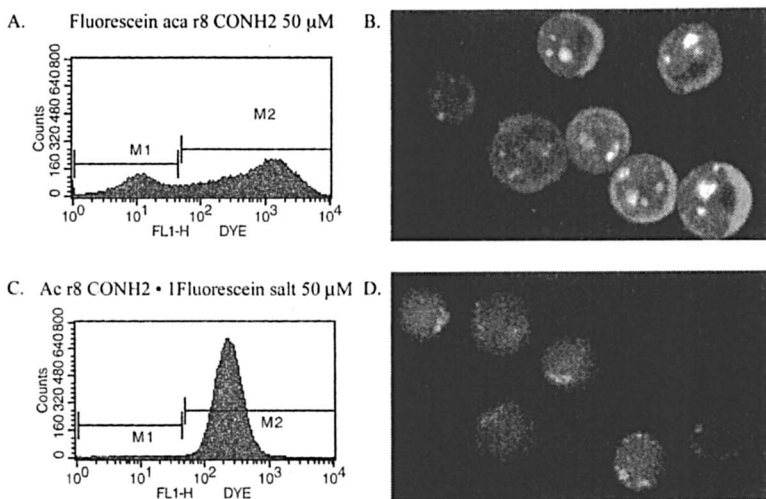 A. Fluorescein aca r8 CONH2 50 µM
B.
Counts
800
640
480
320
160
0
M1
M2
10^0 10^1 10^2 10^3 10^4
FL1-H DYE
C. Ac r8 CONH2 • 1Fluorescein salt 50 µM
D.
Counts
800
640
480
320
160
0
M1
M2
10^0 10^1 10^2 10^3 10^4
FL1-H DYE